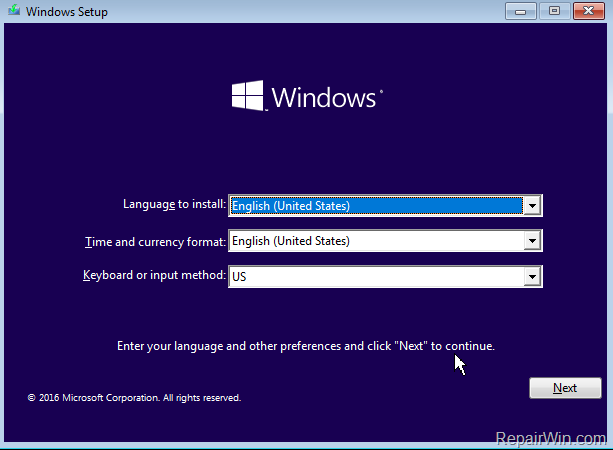 Windows Setup
Windows
Language to install: English (United States)
Time and currency format: English (United States)
Keyboard or input method: US
Enter your language and other preferences and click "Next" to continue.
Next
© 2016 Microsoft Corporation. All rights reserved.
RepairWin.com